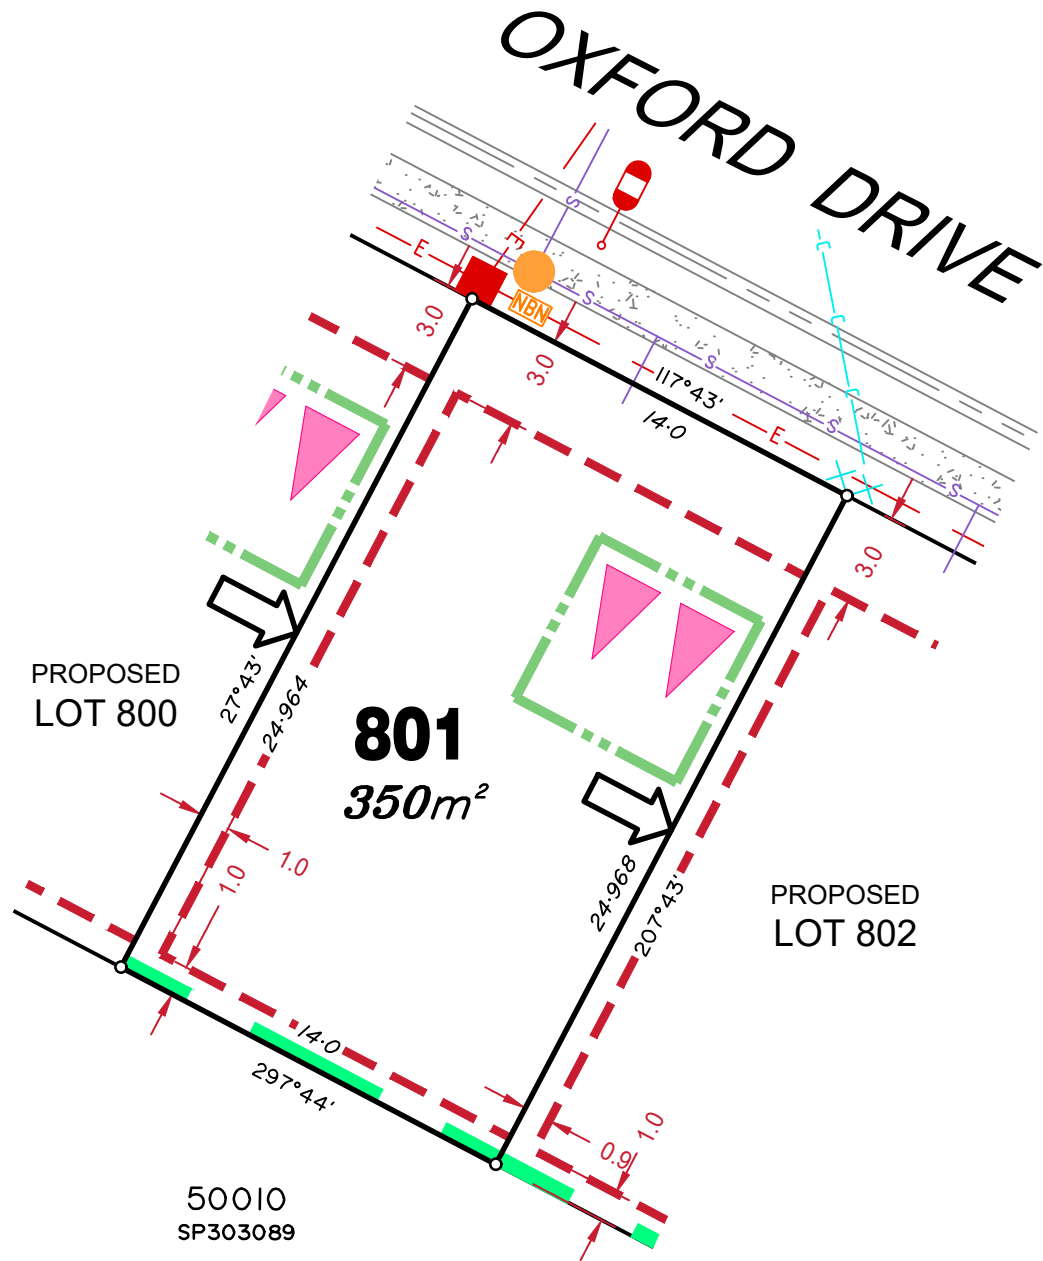 OXFORD DRIVE
S
E
S
E
NBN
S
3.0
3.0
S
117°43'
14·0
E
S
S
3.0
C
C
C
PROPOSED
LOT 800
27°43'
24·964
801
350m²
1.0
1.0
24·968
207°43'
PROPOSED
LOT 802
14·0
297°44'
1.0
0.9
50010
SP303089